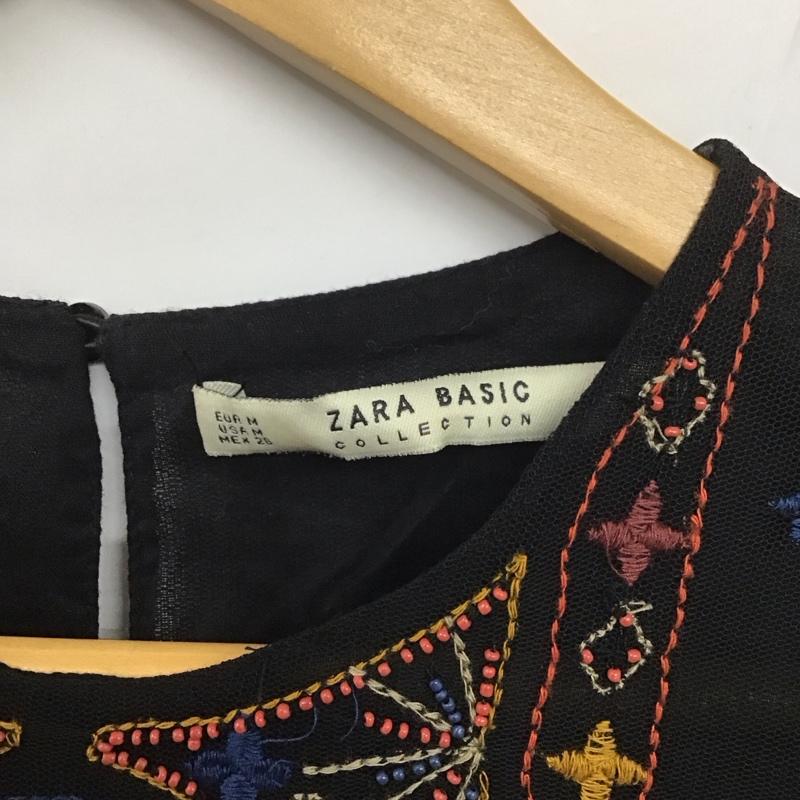 EUR M
USA M
MEX 28
ZARA BASIC
COLLECTION